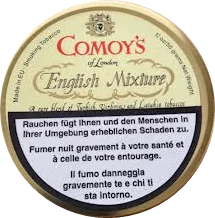 COMOY'S
of London
English Mixture
A rare blend of Turkish, Virginia and Latakia tobaccos
Made in EU. Smoking Tobacco
Net Weight.
Rauchen fügt Ihnen und den Menschen in
Ihrer Umgebung erheblichen Schaden zu.
Fumer nuit gravement à votre santé et
à celle de votre entourage.
Il fumo danneggia
gravemente te e chi ti
sta intorno.